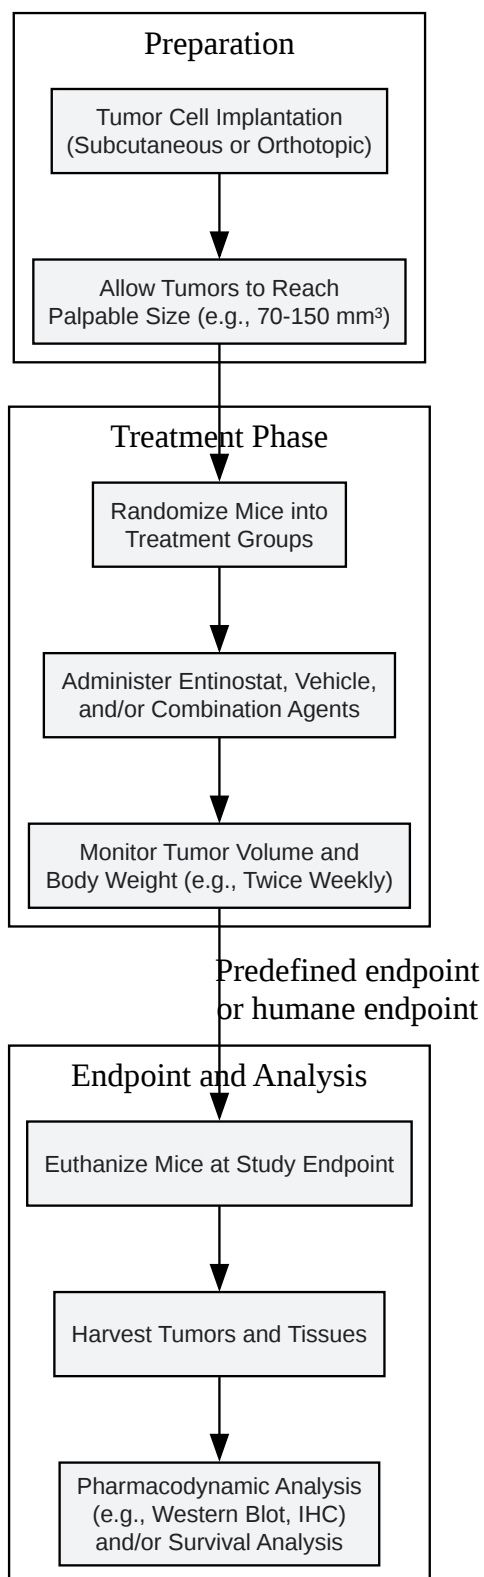 Preparation
Tumor Cell Implantation
(Subcutaneous or Orthotopic)
Allow Tumors to Reach
Palpable Size (e.g., 70-150 mm³)
Treatment Phase
Randomize Mice into
Treatment Groups
Administer Entinostat, Vehicle,
and/or Combination Agents
Monitor Tumor Volume and
Body Weight (e.g., Twice Weekly)
Predefined endpoint
or humane endpoint
Endpoint and Analysis
Euthanize Mice at Study Endpoint
Harvest Tumors and Tissues
Pharmacodynamic Analysis
(e.g., Western Blot, IHC)
and/or Survival Analysis